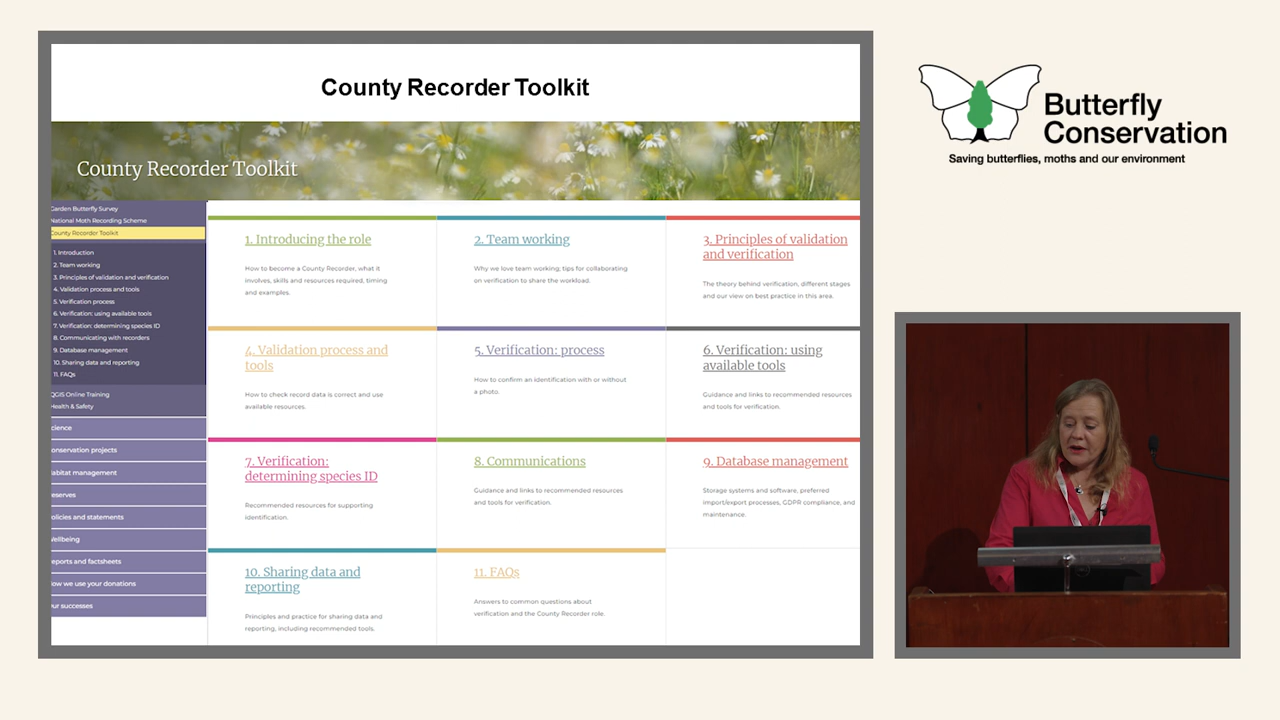 County Recorder Toolkit
County Recorder Toolkit
Garden Butterfly Survey
National Moth Recording Scheme
County Recorder Toolkit
1. Introduction
2. Team working
3. Principles of validation and verification
4. Validation process and tools
5. Verification process
6. Verification: using available tools
7. Verification: determining species ID
8. Communicating with recorders
9. Database management
10. Sharing data and reporting
11. FAQs
QGIS Online Training
Health & Safety
cience
onservation projects
abitat management
eserves
olicies and statements
ellbeing
eports and factsheets
ow we use your donations
ur successes
1. Introducing the role
How to become a County Recorder, what it
involves, skills and resources required, timing
and examples.
2. Team working
Why we love team working; tips for collaborating
on verification to share the workload.
3. Principles of validation
and verification
The theory behind verification, different stages
and our view on best practice in this area.
4. Validation process and
tools
How to check record data is correct and use
available resources.
5. Verification: process
How to confirm an identification with or without
a photo.
6. Verification: using
available tools
Guidance and links to recommended resources
and tools for verification.
7. Verification:
determining species ID
Recommended resources for supporting
identification.
8. Communications
Guidance and links to recommended resources
and tools for verification.
9. Database management
Storage systems and software, preferred
import/export processes, GDPR compliance, and
maintenance.
10. Sharing data and
reporting
Principles and practice for sharing data and
reporting, including recommended tools.
11. FAQs
Answers to common questions about
verification and the County Recorder role.
Butterfly
Conservation
Saving butterflies, moths and our environment